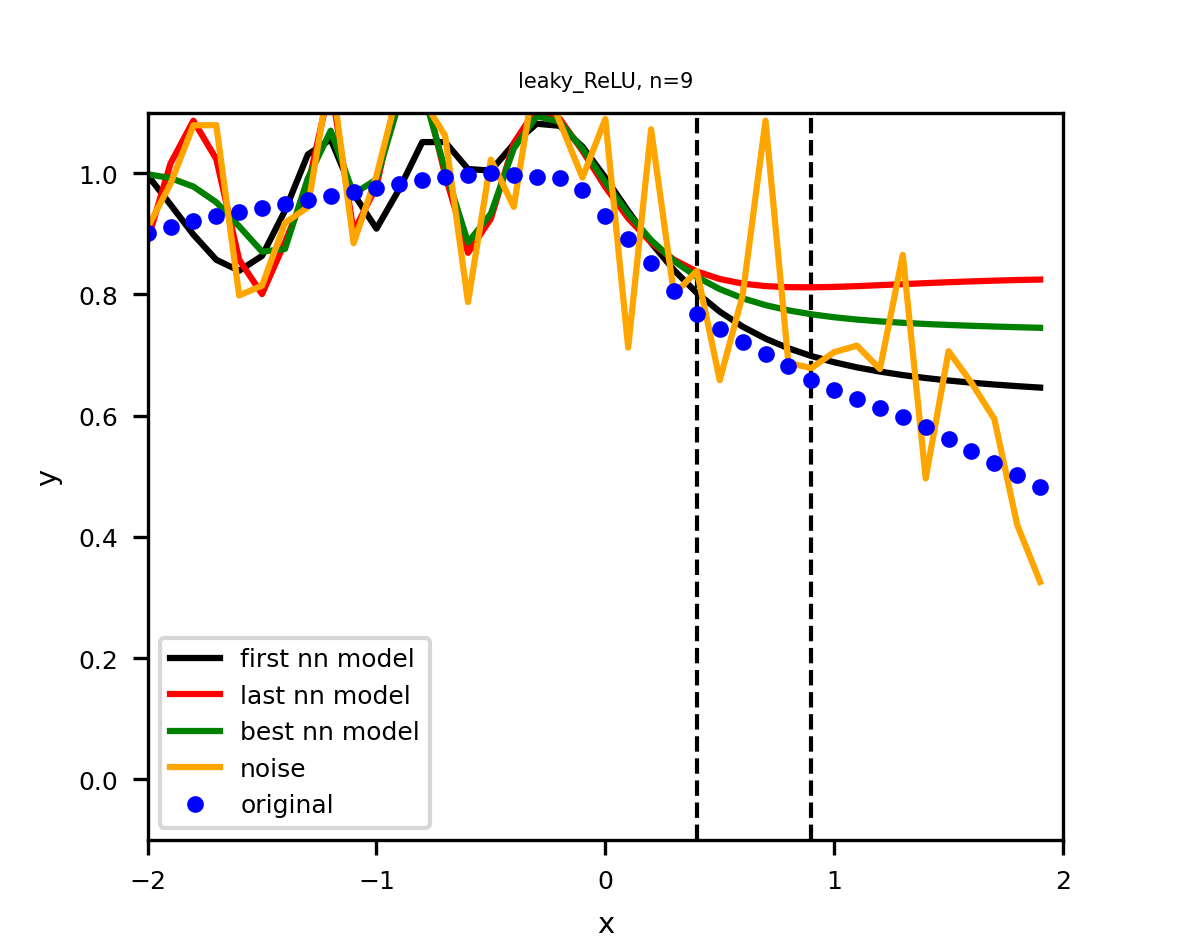 leaky_ReLU, n=9
1.0
0.8
0.6
0.4
0.2
0.0
y
first nn model
last nn model
best nn model
noise
original
−2
−1
0
1
2
x